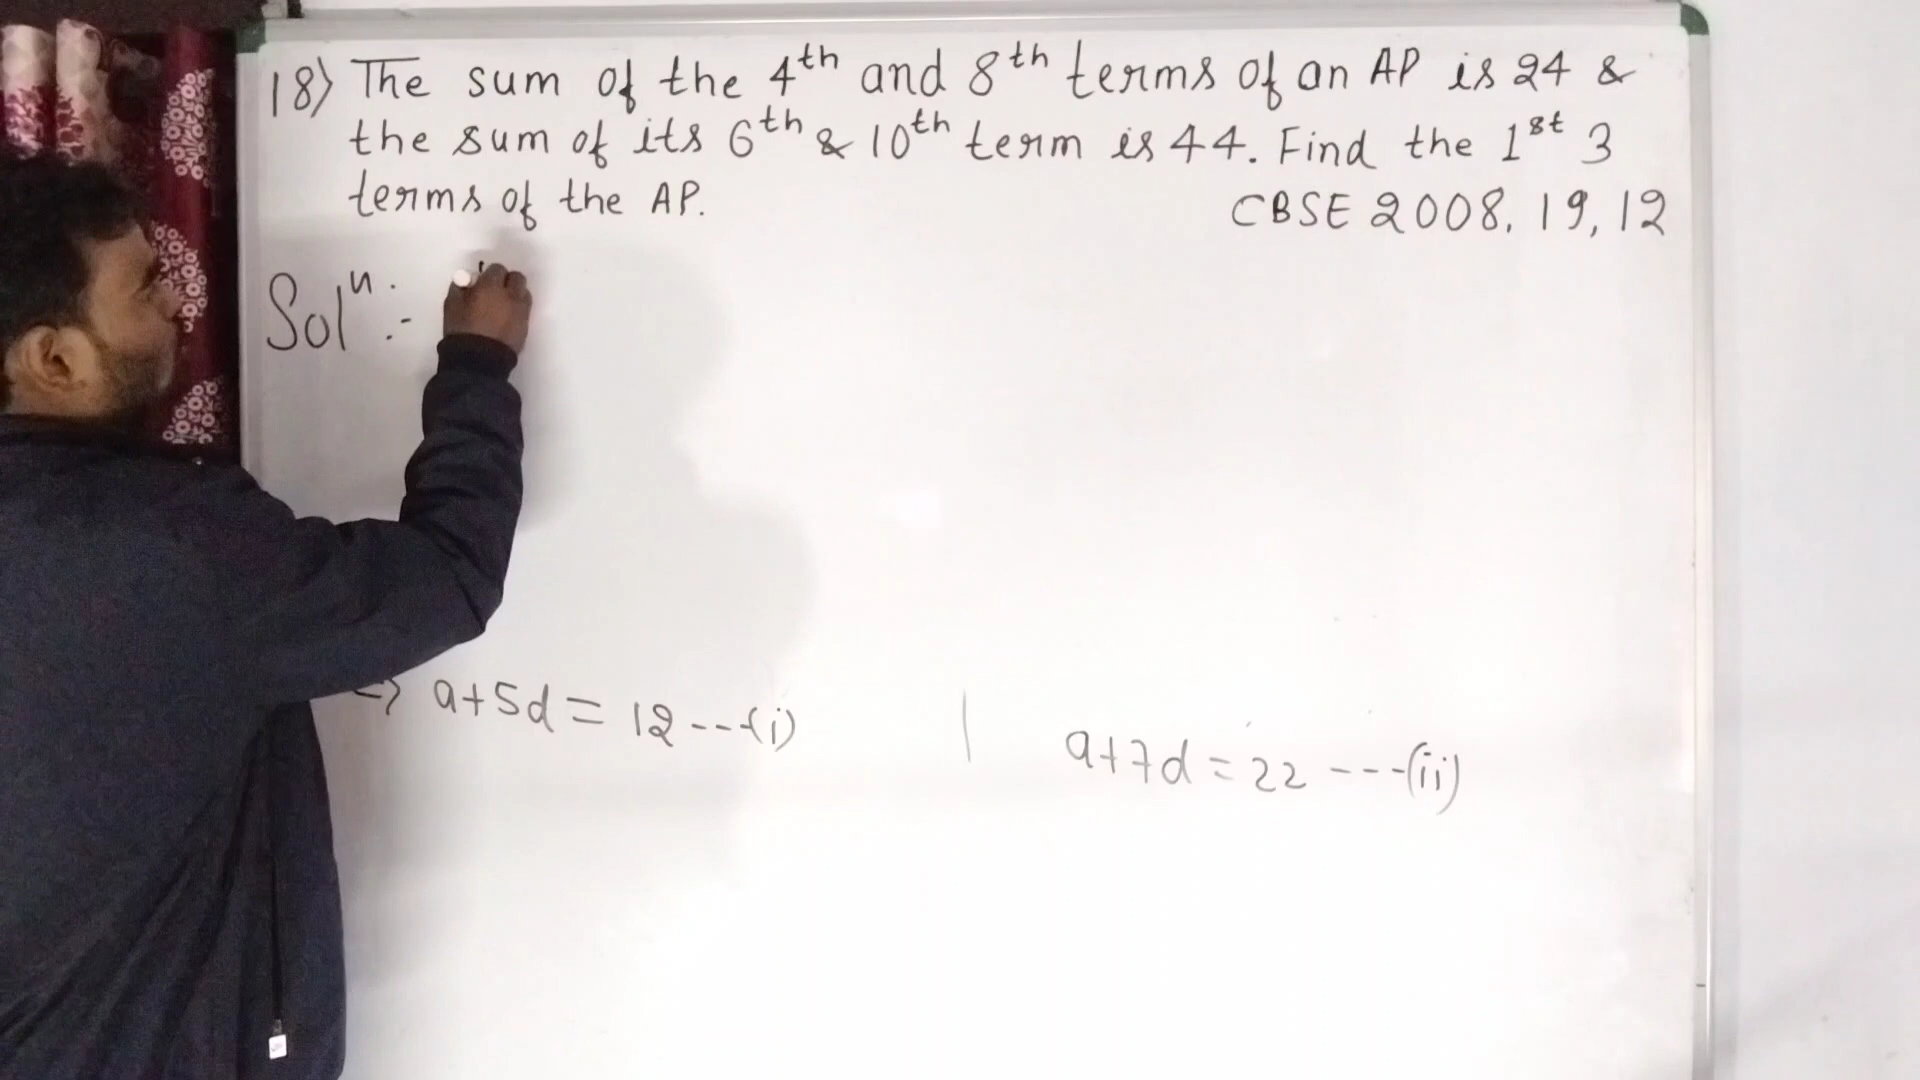 18) The sum of the 4th and 8th terms of an AP is 24 &
the sum of its 6th & 10th term is 44. Find the 1st 3
terms of the AP.
CBSE 2008, 19, 12
Soln :-
=> a+5d = 12 ---(i)
a+7d = 22 ----(ii)